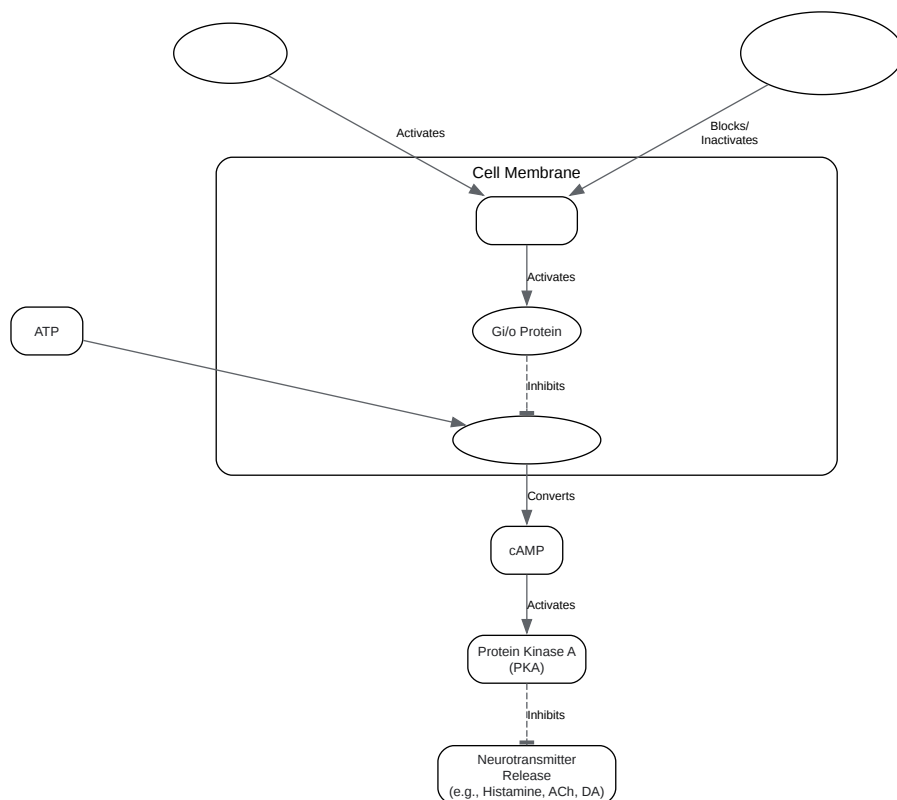 Activates
Blocks/
Inactivates
Cell Membrane
Activates
ATP
Gi/o Protein
Inhibits
Converts
cAMP
Activates
Protein Kinase A
(PKA)
Inhibits
Neurotransmitter
Release
(e.g., Histamine, ACh, DA)